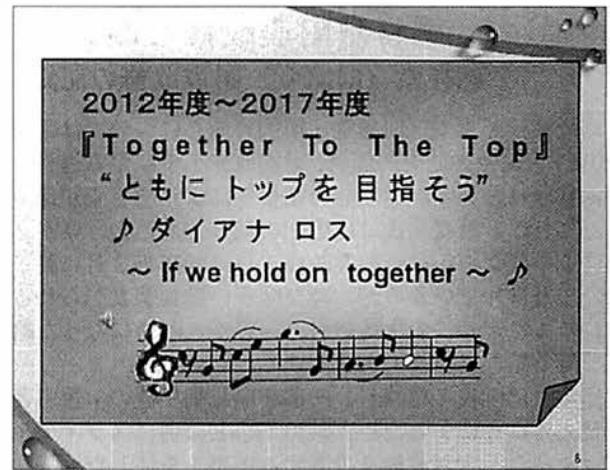 2012年度～2017年度
『Together To The Top』
“ともに トップを 目指そう”
♪ ダイアナ ロス
～ If we hold on together ～ ♪